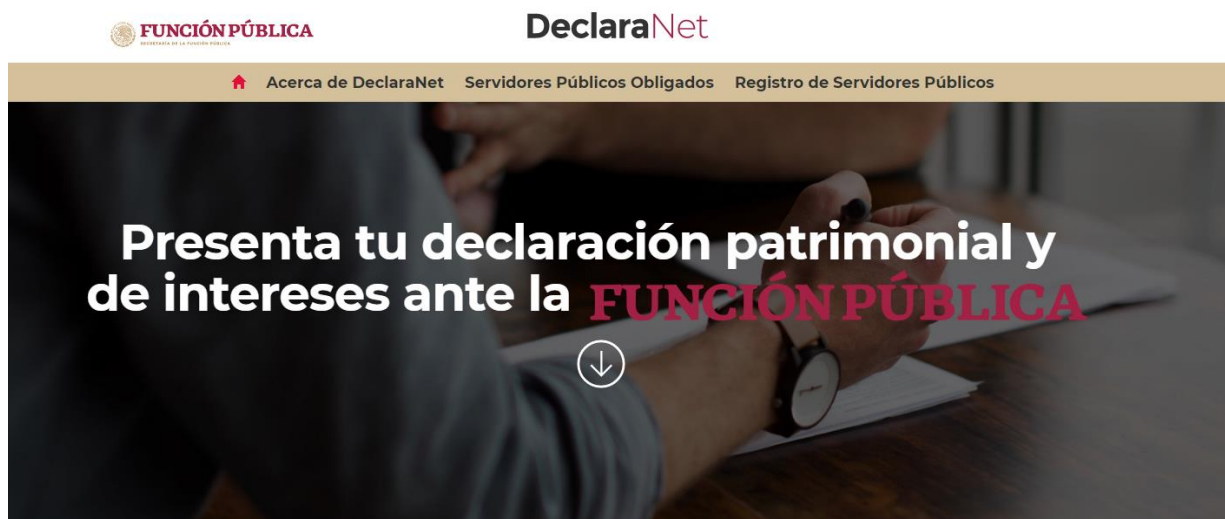 FUNCIÓN PÚBLICA
SECRETARÍA DE LA FUNCIÓN PÚBLICA
DeclaraNet
Acerca de DeclaraNet Servidores Públicos Obligados Registro de Servidores Públicos
Presenta tu declaración patrimonial y
de intereses ante la FUNCIÓN PÚBLICA